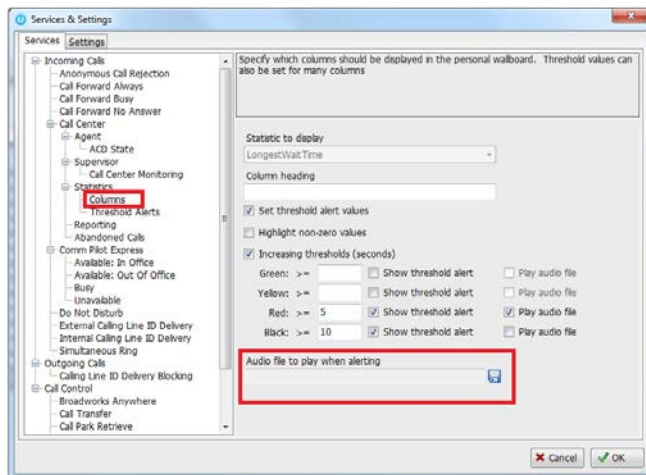 Services & Settings
Services Settings
Incoming Calls
Anonymous Call Rejection
Call Forward Always
Call Forward Busy
Call Forward No Answer
Call Center
Agent
ACD State
Supervisor
Call Center Monitoring
Statistics
Columns
Threshold Alerts
Reporting
Abandoned Calls
Comm Pilot Express
Available: In Office
Available: Out Of Office
Busy
Unavailable
Do Not Disturb
External Calling Line ID Delivery
Internal Calling Line ID Delivery
Simultaneous Ring
Outgoing Calls
Calling Line ID Delivery Blocking
Call Control
Broadworks Anywhere
Call Transfer
Call Park Retrieve
Specify which columns should be displayed in the personal wallboard. Threshold values can
also be set for many columns
Statistic to display
LongestWaitTime
Column heading
Set threshold alert values
Highlight non-zero values
Increasing thresholds (seconds)
Green: >= Show threshold alert Play audio file
Yellow: >= Show threshold alert Play audio file
Red: >= 5 Show threshold alert Play audio file
Black: >= 10 Show threshold alert Play audio file
Audio file to play when alerting
Cancel OK